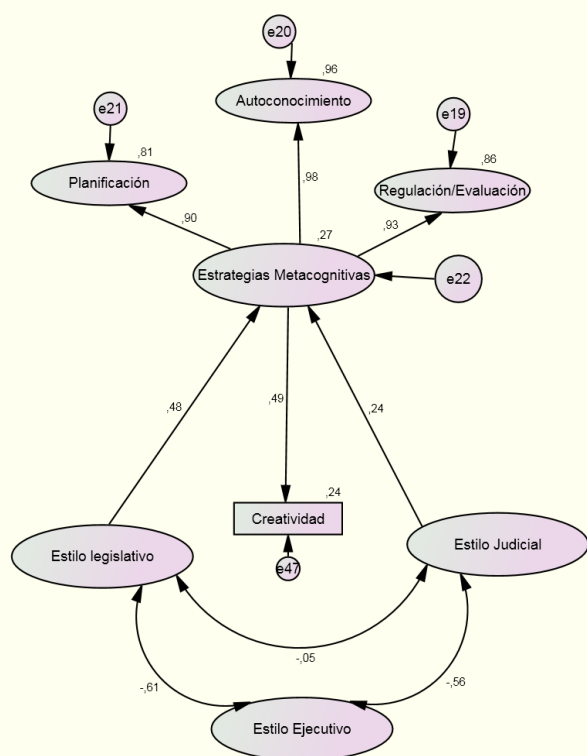 e20
,96
Autoconocimiento
e21
,81
Planificación
e19
,86
Regulación/Evaluación
,98
,90
,93
,27
Estrategias Metacognitivas
e22
,48
,49
,24
,24
Creatividad
Estilo legislativo
Estilo Judicial
e47
-,05
-,61
-,56
Estilo Ejecutivo